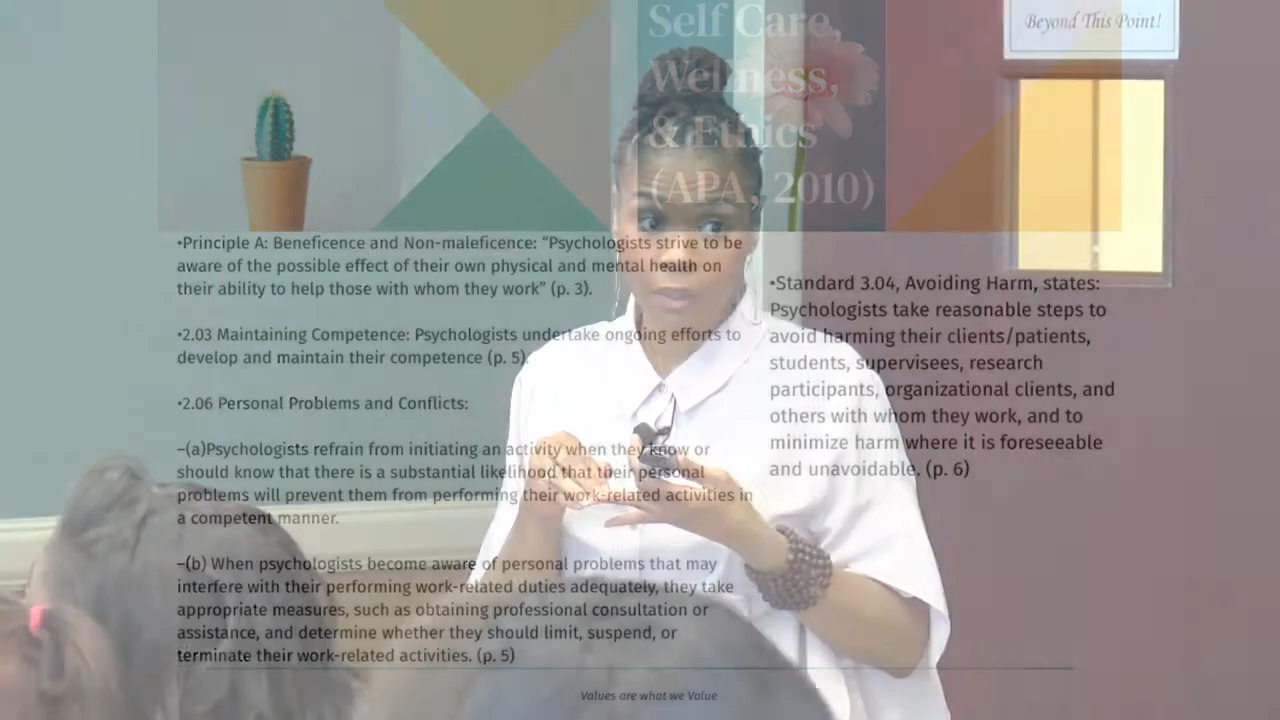 Self Care,
Wellness,
& Ethics
(APA, 2010)
Beyond This Point!
•Principle A: Beneficence and Non-maleficence: “Psychologists strive to be
aware of the possible effect of their own physical and mental health on
their ability to help those with whom they work” (p. 3).
•2.03 Maintaining Competence: Psychologists undertake ongoing efforts to
develop and maintain their competence (p. 5).
•2.06 Personal Problems and Conflicts:
–(a)Psychologists refrain from initiating an activity when they know or
should know that there is a substantial likelihood that their personal
problems will prevent them from performing their work-related activities in
a competent manner.
–(b) When psychologists become aware of personal problems that may
interfere with their performing work-related duties adequately, they take
appropriate measures, such as obtaining professional consultation or
assistance, and determine whether they should limit, suspend, or
terminate their work-related activities. (p. 5)
•Standard 3.04, Avoiding Harm, states:
Psychologists take reasonable steps to
avoid harming their clients/patients,
students, supervisees, research
participants, organizational clients, and
others with whom they work, and to
minimize harm where it is foreseeable
and unavoidable. (p. 6)
Values are what we Value